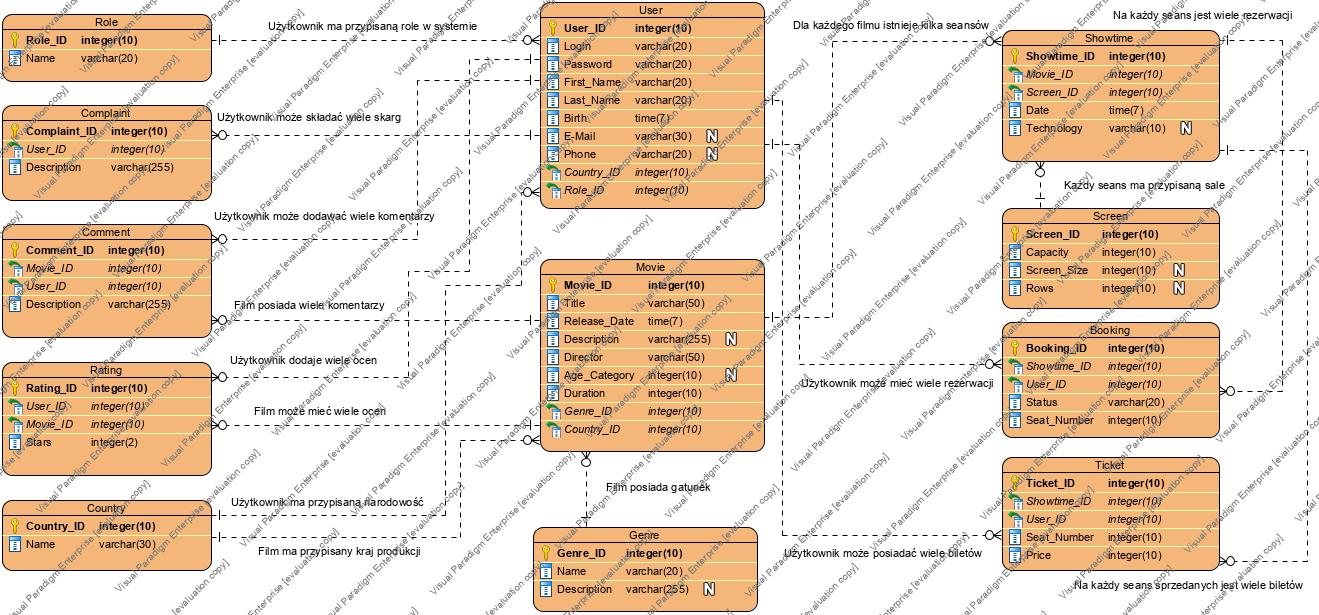 Role
Role_ID integer(10)
Name varchar(20)
Complaint
Complaint_ID integer(10)
User_ID integer(10)
Description varchar(255)
Comment
Comment_ID integer(10)
Movie_ID integer(10)
User_ID integer(10)
Description varchar(255)
Rating
Rating_ID integer(10)
User_ID integer(10)
Movie_ID integer(10)
Stars integer(2)
Country
Country_ID integer(10)
Name varchar(30)
Użytkownik ma przypisaną role w systemie
Użytkownik może składać wiele skarg
Użytkownik może dodawać wiele komentarzy
Film posiada wiele komentarzy
Użytkownik dodaje wiele ocen
Film może mieć wiele ocen
Użytkownik ma przypisaną narodowość
Film ma przypisany kraj produkcji
User
User_ID integer(10)
Login varchar(20)
Password varchar(20)
First_Name varchar(20)
Last_Name varchar(20)
Birth time(7)
E-Mail varchar(30) N
Phone varchar(20) N
Country_ID integer(10)
Role_ID integer(10)
Movie
Movie_ID integer(10)
Title varchar(50)
Release_Date time(7)
Description varchar(255) N
Director varchar(50)
Age_Category integer(10) N
Duration integer(10)
Genre_ID integer(10)
Country_ID integer(10)
Film posiada gatunek
Genre
Genre_ID integer(10)
Name varchar(20)
Description varchar(255) N
Dla każdego filmu istnieje kilka seansów
Użytkownik może mieć wiele rezerwacji
Użytkownik może posiadać wiele biletów
Na każdy seans jest wiele rezerwacji
Showtime
Showtime_ID integer(10)
Movie_ID integer(10)
Screen_ID integer(10)
Date time(7)
Technology varchar(10) N
Każdy seans ma przypisaną sale
Screen
Screen_ID integer(10)
Capacity integer(10)
Screen_Size integer(10) N
Rows integer(10) N
Booking
Booking_ID integer(10)
Showtime_ID integer(10)
User_ID integer(10)
Status varchar(20)
Seat_Number integer(10)
Ticket
Ticket_ID integer(10)
Showtime_ID integer(10)
User_ID integer(10)
Seat_Number integer(10)
Price integer(10)
Na każdy seans sprzedanych jest wiele biletów
Visual Paradigm Enterprise [evaluation copy]